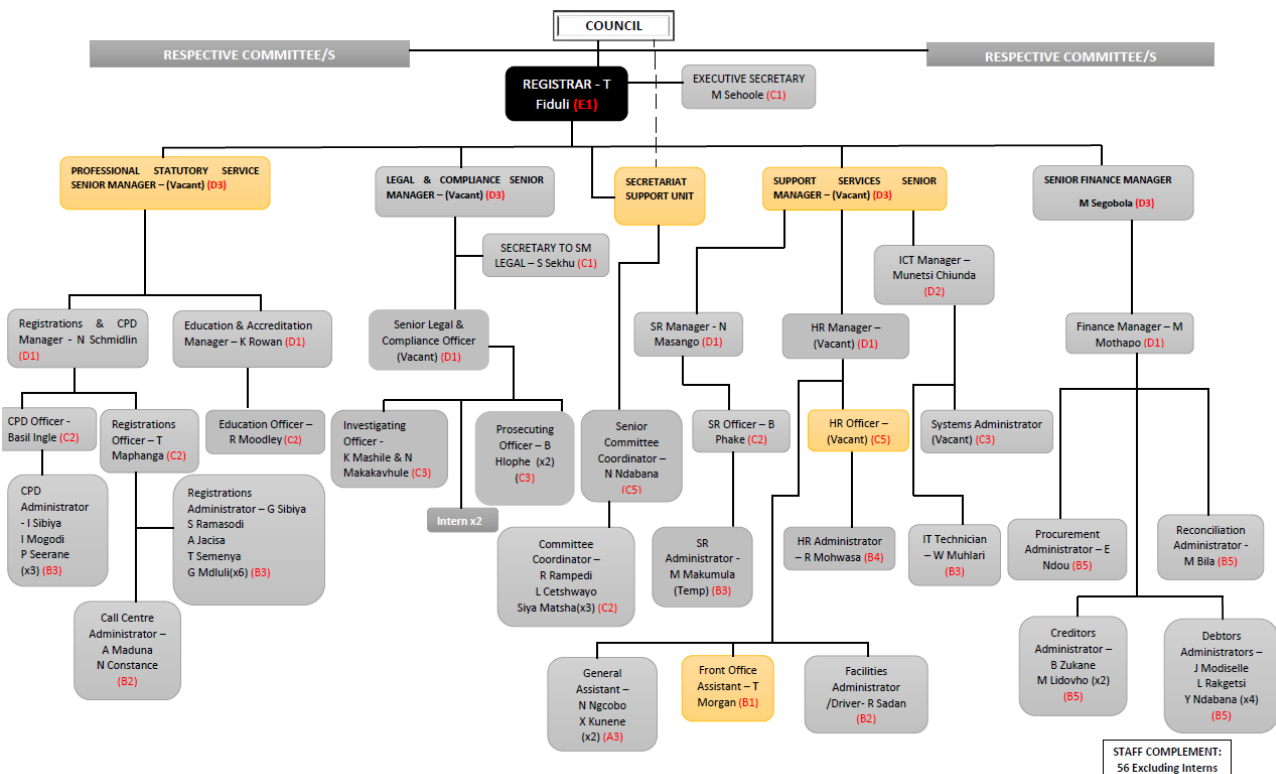 COUNCIL
RESPECTIVE COMMITTEE/S
RESPECTIVE COMMITTEE/S
REGISTRAR - T
Fiduli (E1)
EXECUTIVE SECRETARY
M Sehoole (C1)
PROFESSIONAL STATUTORY SERVICE
SENIOR MANAGER – (Vacant) (D3)
LEGAL & COMPLIANCE SENIOR
MANAGER – (Vacant) (D3)
SECRETARIAT
SUPPORT UNIT
SUPPORT SERVICES SENIOR
MANAGER – (Vacant) (D3)
SENIOR FINANCE MANAGER
M Segobola (D3)
SECRETARY TO SM
LEGAL – S Sekhu (C1)
ICT Manager –
Munetsi Chiunda
(D2)
Registrations & CPD
Manager - N Schmidlin
(D1)
Education & Accreditation
Manager – K Rowan (D1)
Senior Legal &
Compliance Officer
(Vacant) (D1)
SR Manager - N
Masango (D1)
HR Manager –
(Vacant) (D1)
Finance Manager – M
Mothapo (D1)
CPD Officer -
Basil Ingle (C2)
Registrations
Officer – T
Maphanga (C2)
Education Officer –
R Moodley (C2)
Investigating
Officer -
K Mashile & N
Makakavhule (C3)
Prosecuting
Officer – B
Hlophe (x2)
(C3)
Senior
Committee
Coordinator –
N Ndabana
(C5)
SR Officer – B
Phake (C2)
HR Officer –
(Vacant) (C5)
Systems Administrator
(Vacant) (C3)
CPD
Administrator
- I Sibiya
I Mogodi
P Seerane
(x3) (B3)
Registrations
Administrator – G Sibiya
S Ramasodi
A Jacisa
T Semenya
G Mdluli(x6) (B3)
Intern x2
Committee
Coordinator –
R Rampedi
L Cetshwayo
Siya Matsha(x3) (C2)
SR
Administrator -
M Makumula
(Temp) (B3)
HR Administrator
– R Mohwasa (B4)
IT Technician
– W Muhlari
(B3)
Procurement
Administrator – E
Ndou (B5)
Reconciliation
Administrator -
M Bila (B5)
Call Centre
Administrator –
A Maduna
N Constance
(B2)
General
Assistant –
N Ngcobo
X Kunene
(x2) (A3)
Front Office
Assistant – T
Morgan (B1)
Facilities
Administrator
/Driver- R Sadan
(B2)
Creditors
Administrator –
B Zukane
M Lidovho (x2)
(B5)
Debtors
Administrators –
J Modiselle
L Rakgetsi
Y Ndabana (x4)
(B5)
STAFF COMPLEMENT:
56 Excluding Interns